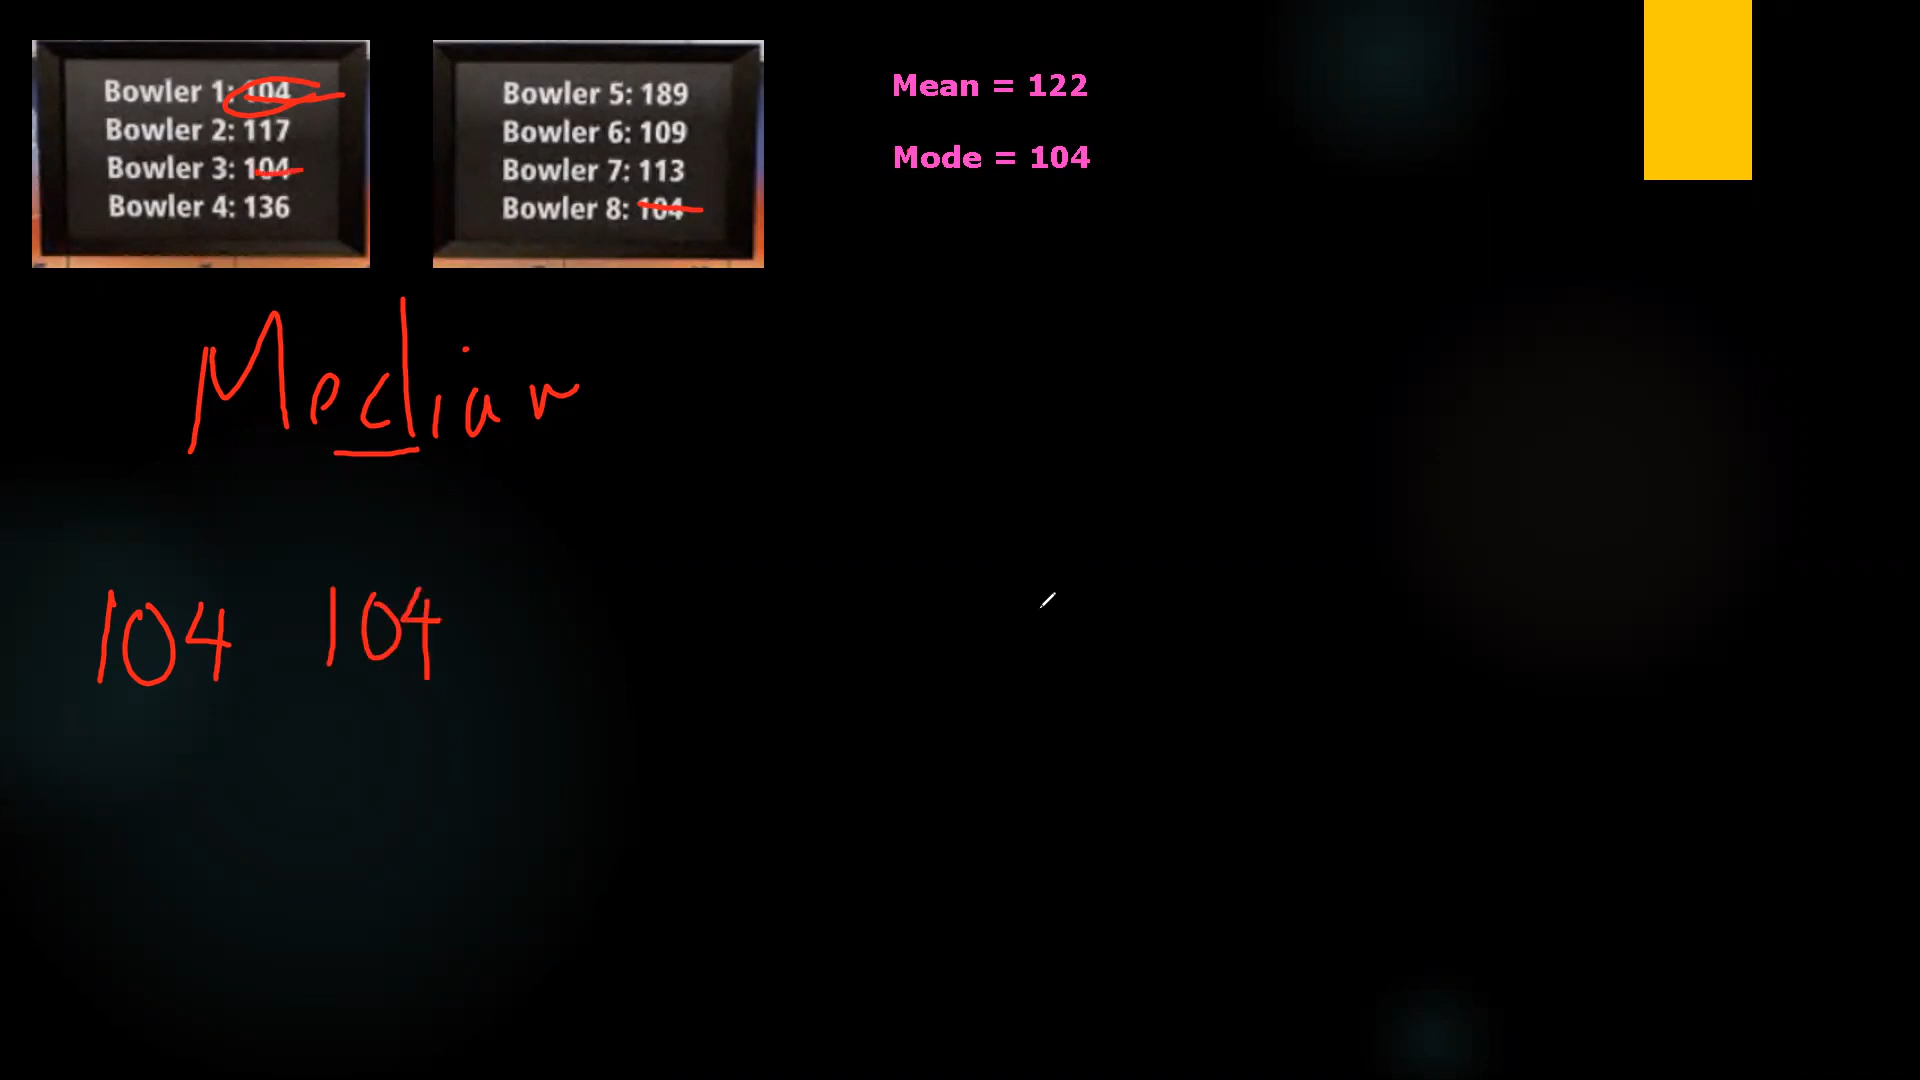 Bowler 1: 104
Bowler 2: 117
Bowler 3: 104
Bowler 4: 136
Bowler 5: 189
Bowler 6: 109
Bowler 7: 113
Bowler 8: 104
Mean = 122
Mode = 104
Median
104 104